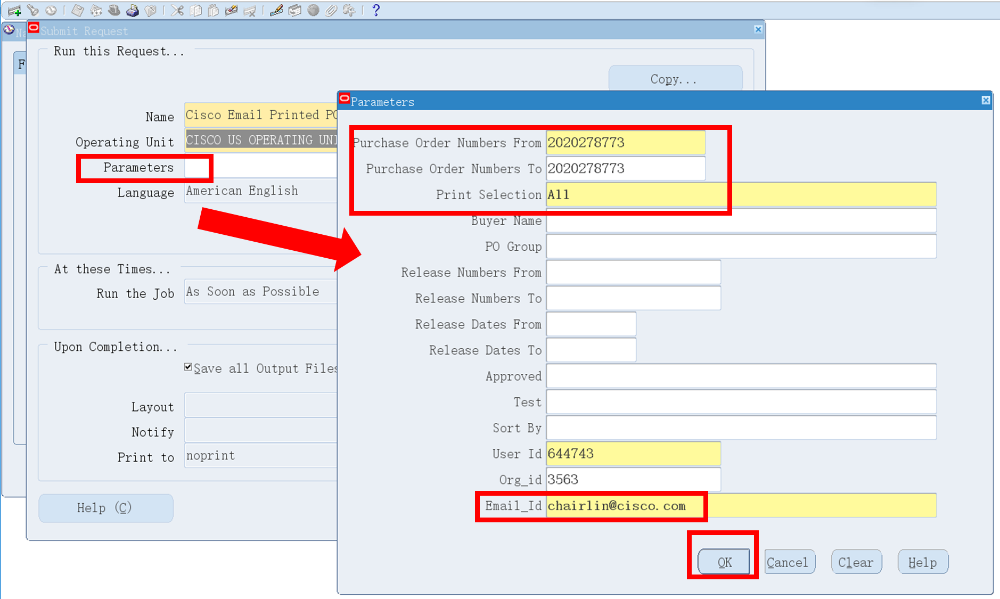 Na
Submit Request
F
Run this Request...
Copy...
Name Cisco Email Printed PO
Operating Unit CISCO US OPERATING UNI
Parameters
Language American English
At these Times...
Run the Job As Soon as Possible
Upon Completion...
Save all Output Files
Layout
Notify
Print to noprint
Help (C)
Parameters
Purchase Order Numbers From 2020278773
Purchase Order Numbers To 2020278773
Print Selection All
Buyer Name
PO Group
Release Numbers From
Release Numbers To
Release Dates From
Release Dates To
Approved
Test
Sort By
User Id 644743
Org_id 3563
Email_Id chairlin@cisco.com
OK Cancel Clear Help